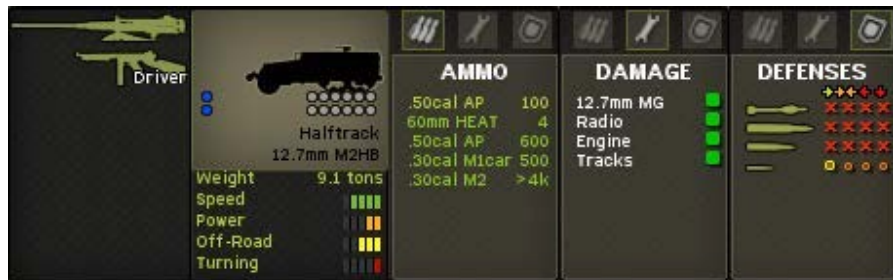 Driver
Halftrack
12.7mm M2HB
Weight 9.1 tons
Speed
Power
Off-Road
Turning
AMMO
.50cal AP 100
60mm HEAT 4
.50cal AP 600
.30cal M1car 500
.30cal M2 >4k
DAMAGE
12.7mm MG
Radio
Engine
Tracks
DEFENSES